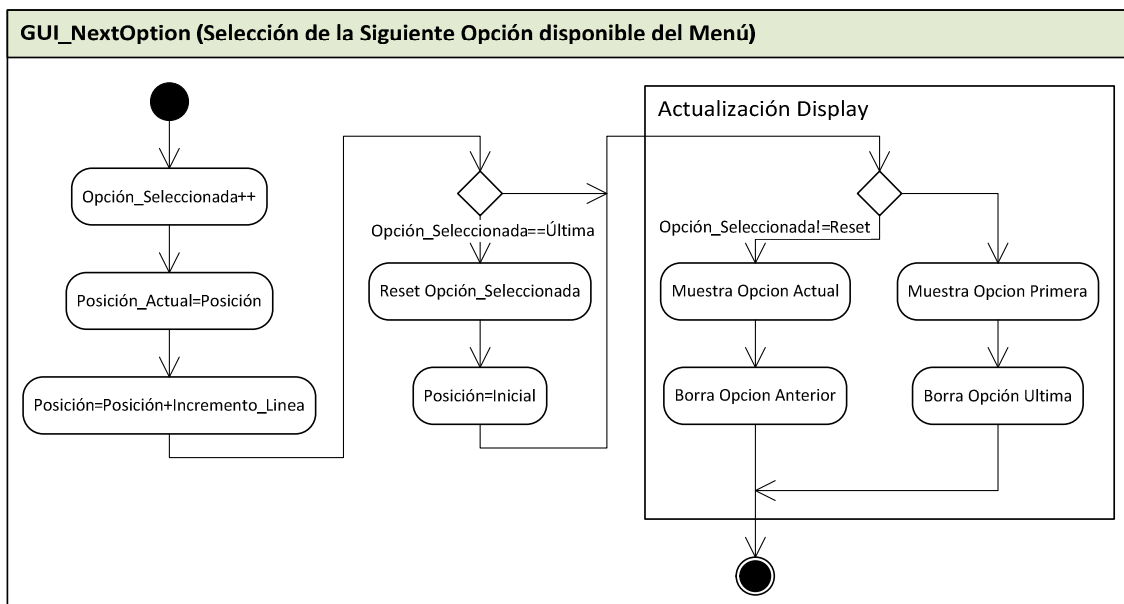 GUI_NextOption (Selección de la Siguiente Opción disponible del Menú)
Opción_Seleccionada++
Posición_Actual=Posición
Posición=Posición+Incremento_Linea
Opción_Seleccionada==Última
Reset Opción_Seleccionada
Posición=Inicial
Actualización Display
Opción_Seleccionada!=Reset
Muestra Opcion Actual
Borra Opcion Anterior
Muestra Opcion Primera
Borra Opción Ultima